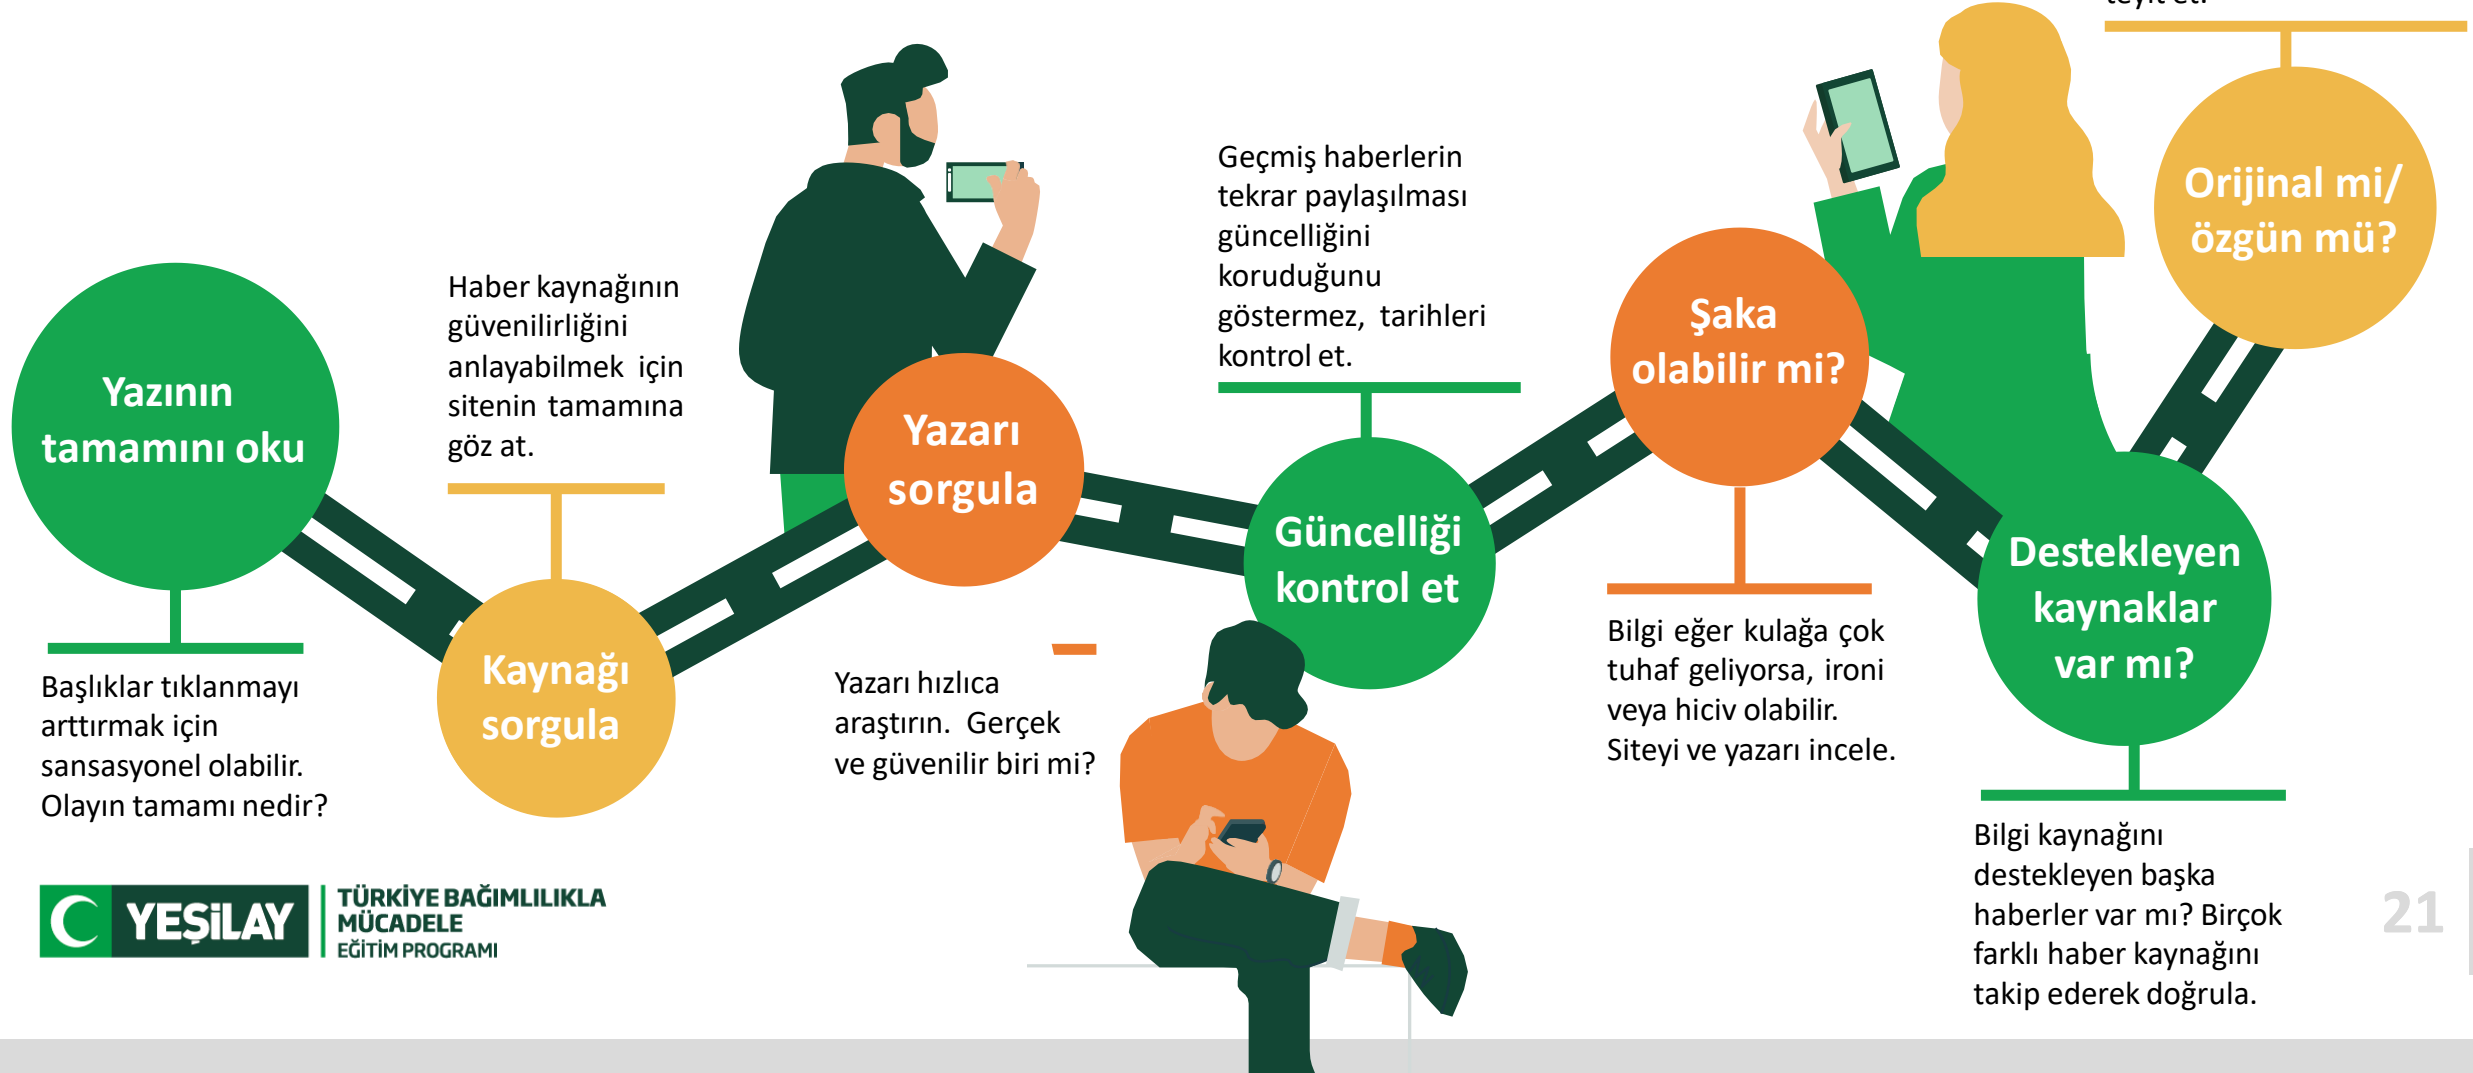 teyit et.
Orijinal mi/
özgün mü?
Geçmiş haberlerin
tekrar paylaşılması
güncelliğini
koruduğunu
göstermez, tarihleri
kontrol et.
Haber kaynağının
güvenilirliğini
anlayabilmek için
sitenin tamamına
göz at.
Şaka
olabilir mi?
Yazının
tamamını oku
Yazarı
sorgula
Güncelliği
kontrol et
Destekleyen
kaynaklar
var mı?
Kaynağı
sorgula
Başlıklar tıklanmayı
arttırmak için
sansasyonel olabilir.
Olayın tamamı nedir?
Yazarı hızlıca
araştırın. Gerçek
ve güvenilir biri mi?
Bilgi eğer kulağa çok
tuhaf geliyorsa, ironi
veya hiciv olabilir.
Siteyi ve yazarı incele.
Bilgi kaynağını
destekleyen başka
haberler var mı? Birçok
farklı haber kaynağını
takip ederek doğrula.
YEŞİLAY
TÜRKİYE BAĞIMLILIKLA
MÜCADELE
EĞİTİM PROGRAMI
21